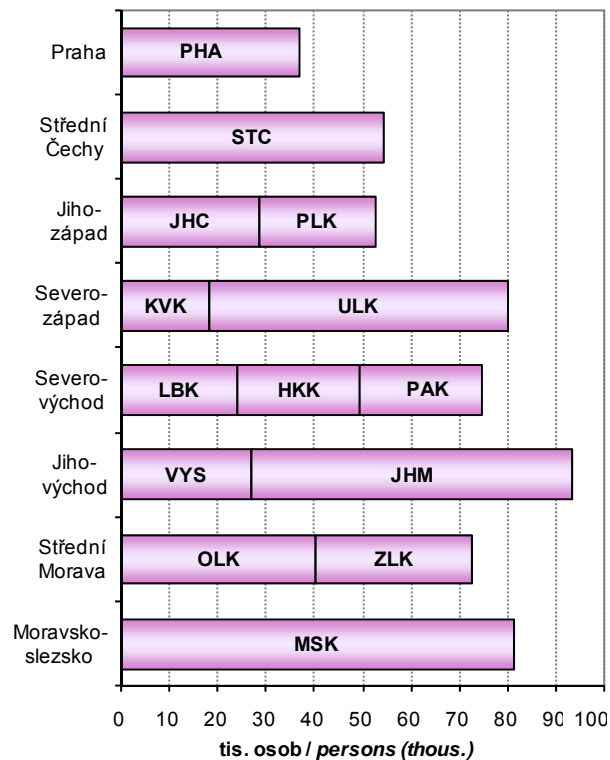 Praha
PHA
Střední
Čechy
STC
Jiho-
západ
JHC PLK
Severo-
západ
KVK ULK
Severo-
východ
LBK HKK PAK
Jiho-
východ
VYS JHM
Střední
Morava
OLK ZLK
Moravsko-
slezsko
MSK
0 10 20 30 40 50 60 70 80 90 100
tis. osob / persons (thous.)